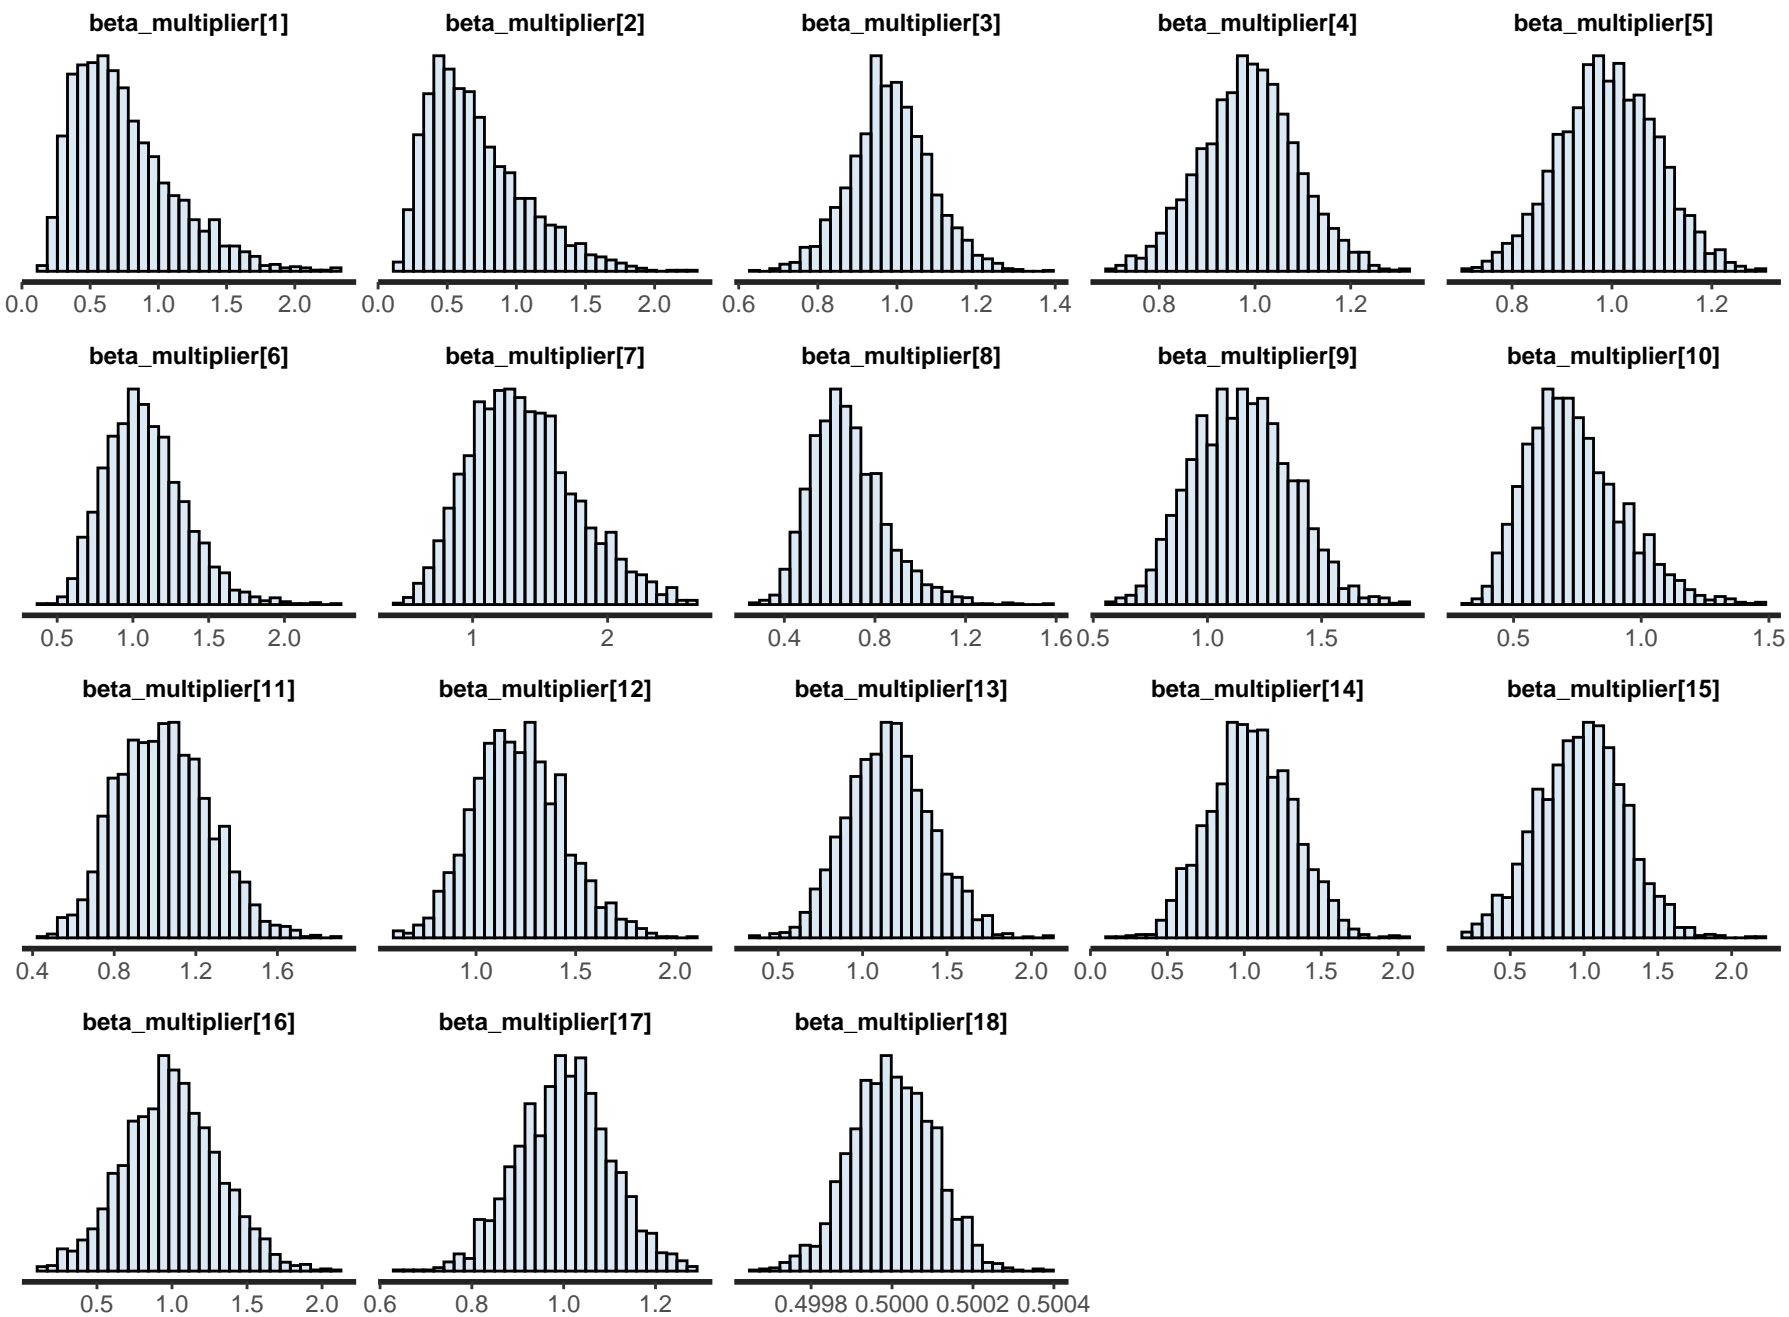 beta_multiplier[1] beta_multiplier[2] beta_multiplier[3] beta_multiplier[4] beta_multiplier[5]
0.0 0.5 1.0 1.5 2.0 0.0 0.5 1.0 1.5 2.0 0.6 0.8 1.0 1.2 1.4 0.8 1.0 1.2 0.8 1.0 1.2
beta_multiplier[6] beta_multiplier[7] beta_multiplier[8] beta_multiplier[9] beta_multiplier[10]
0.5 1.0 1.5 2.0 1 2 0.4 0.8 1.2 1.6 0.5 1.0 1.5 0.5 1.0 1.5
beta_multiplier[11] beta_multiplier[12] beta_multiplier[13] beta_multiplier[14] beta_multiplier[15]
0.4 0.8 1.2 1.6 1.0 1.5 2.0 0.5 1.0 1.5 2.0 0.0 0.5 1.0 1.5 2.0 0.5 1.0 1.5 2.0
beta_multiplier[16] beta_multiplier[17] beta_multiplier[18]
0.5 1.0 1.5 2.0 0.6 0.8 1.0 1.2 0.4998 0.5000 0.5002 0.5004